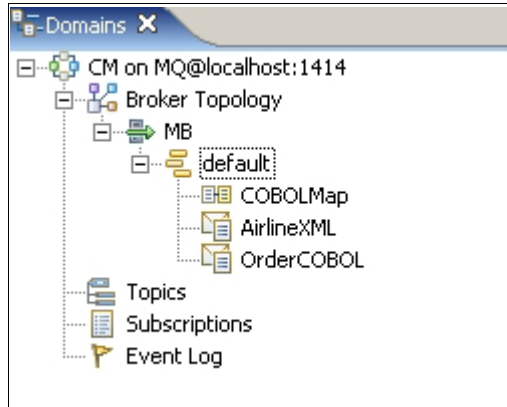 Domains
CM on MQ@localhost:1414
Broker Topology
MB
default
COBOLMap
AirlineXML
OrderCOBOL
Topics
Subscriptions
Event Log